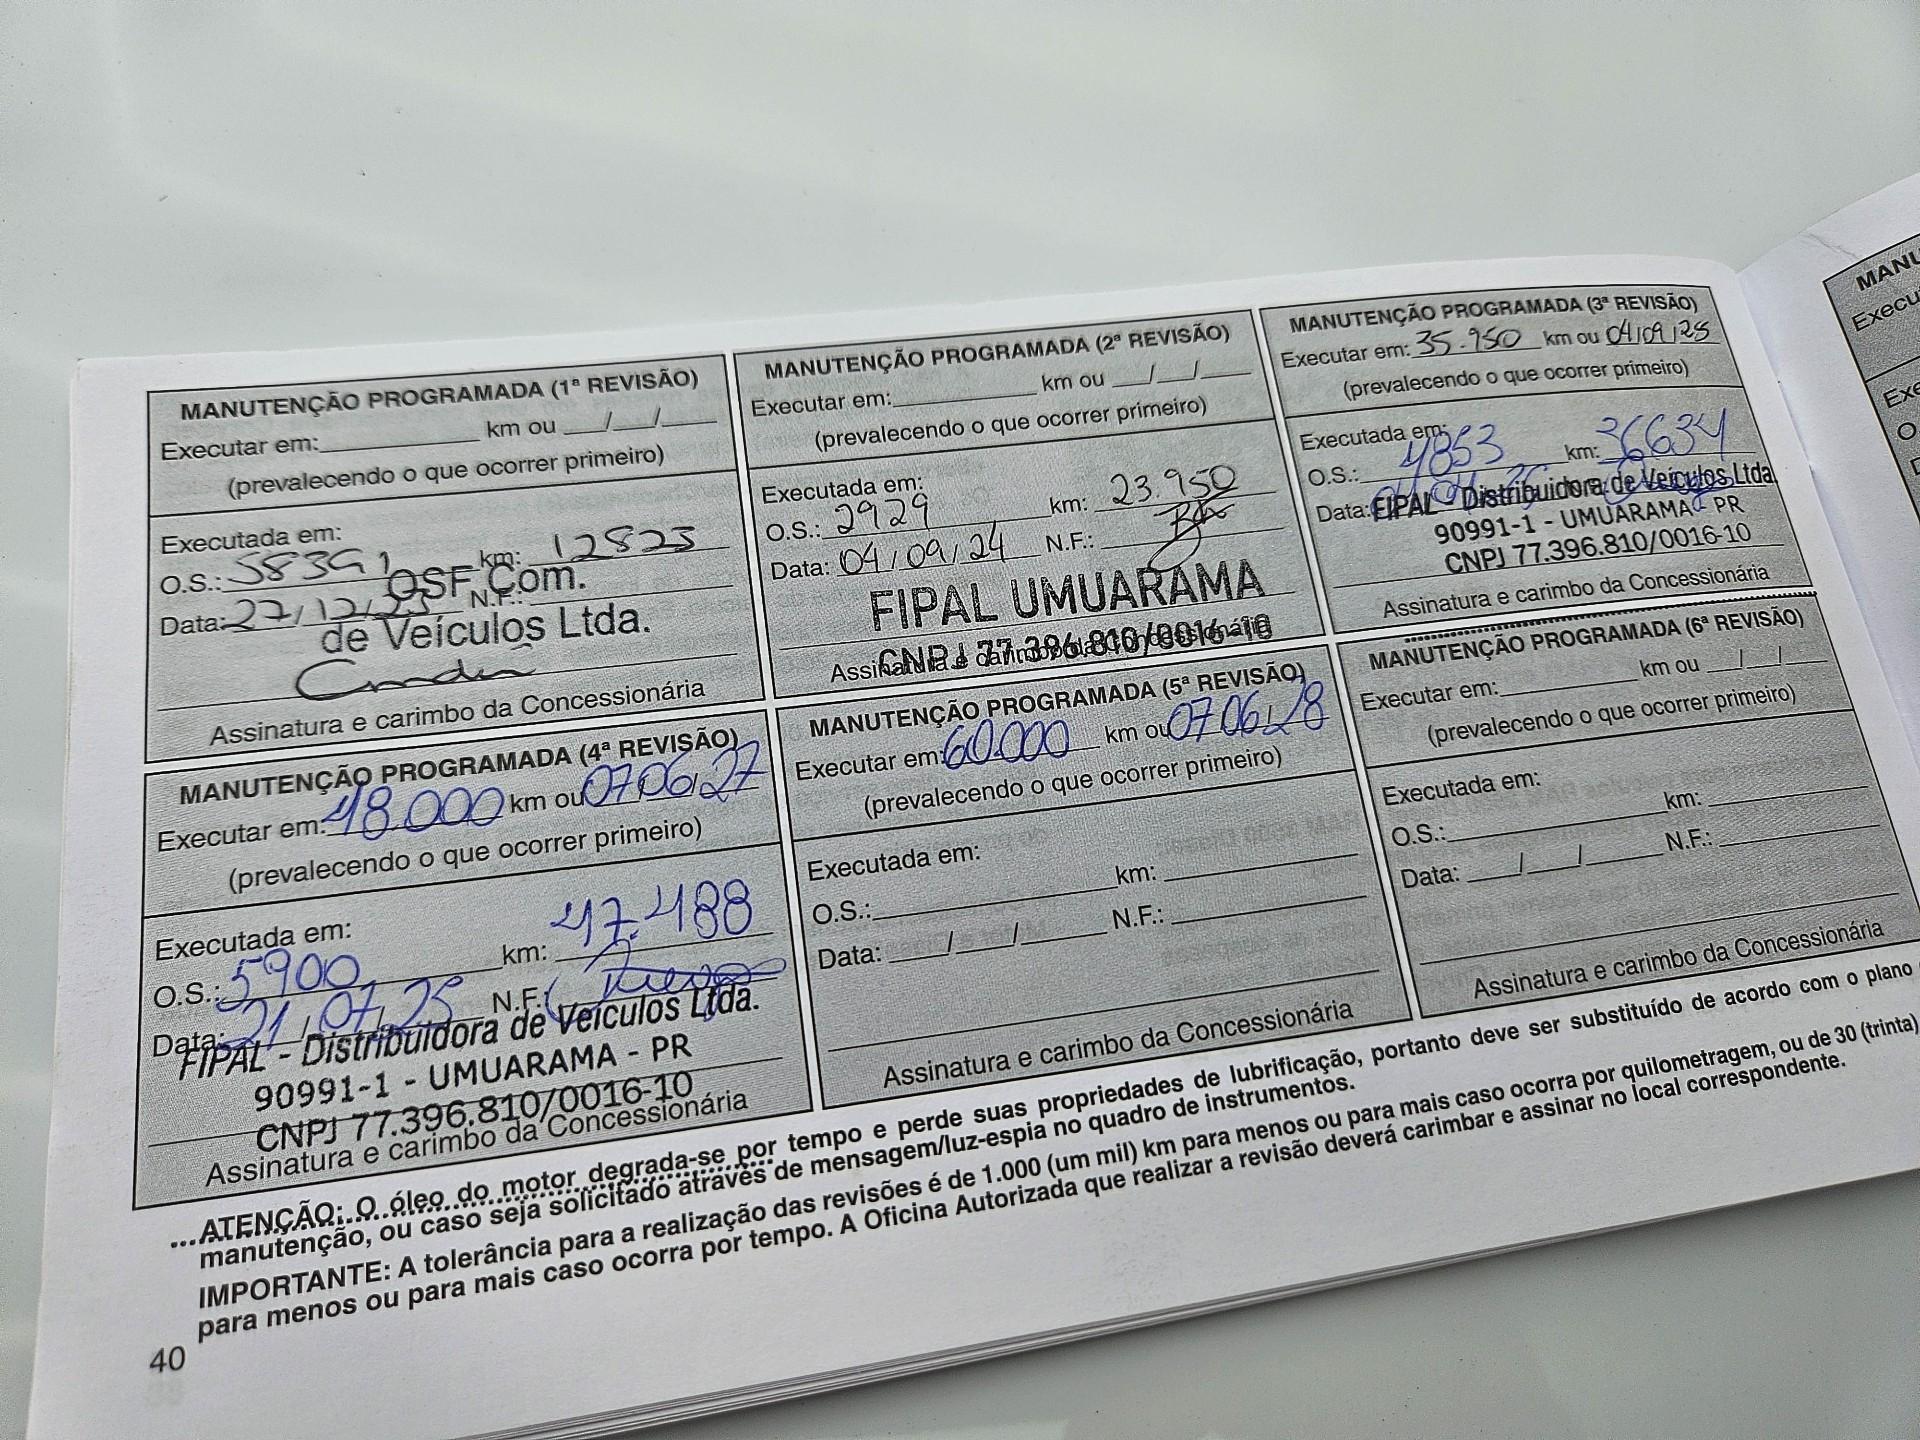 MANUTENÇÃO PROGRAMADA (1ª REVISÃO)
Executar em: km ou / /
(prevalecendo o que ocorrer primeiro)
Executada em:
O.S.: 58391 km: 12823
Data: 27/12/23 N.F.:
OSF Com.
de Veículos Ltda.
Assinatura e carimbo da Concessionária
MANUTENÇÃO PROGRAMADA (2ª REVISÃO)
Executar em: km ou / /
(prevalecendo o que ocorrer primeiro)
Executada em:
O.S.: 2929 km: 23.950
Data: 04/09/24 N.F.:
FIPAL UMUARAMA
CNPJ 77.396.810/0016-10
Assinatura e carimbo da Concessionária
MANUTENÇÃO PROGRAMADA (3ª REVISÃO)
Executar em: 35.950 km ou 04/09/25
(prevalecendo o que ocorrer primeiro)
Executada em:
O.S.: 4853 km: 36634
Data:
FIPAL - Distribuidora de Veículos Ltda.
90991-1 - UMUARAMA - PR
CNPJ 77.396.810/0016-10
Assinatura e carimbo da Concessionária
MANUTENÇÃO PROGRAMADA (4ª REVISÃO)
Executar em: 48.000 km ou 07/06/27
(prevalecendo o que ocorrer primeiro)
Executada em:
O.S.: 5900 km: 47.488
Data: 21/07/25 N.F.:
FIPAL - Distribuidora de Veículos Ltda.
90991-1 - UMUARAMA - PR
CNPJ 77.396.810/0016-10
Assinatura e carimbo da Concessionária
MANUTENÇÃO PROGRAMADA (5ª REVISÃO)
Executar em: 60.000 km ou 07/06/28
(prevalecendo o que ocorrer primeiro)
Executada em:
O.S.: km:
Data: / / N.F.:
Assinatura e carimbo da Concessionária
MANUTENÇÃO PROGRAMADA (6ª REVISÃO)
Executar em: km ou / /
(prevalecendo o que ocorrer primeiro)
Executada em:
O.S.: km:
Data: / / N.F.:
Assinatura e carimbo da Concessionária
ATENÇÃO: O óleo do motor degrada-se por tempo e perde suas propriedades de lubrificação, portanto deve ser substituído de acordo com o plano
manutenção, ou caso seja solicitado através de mensagem/luz-espia no quadro de instrumentos.
IMPORTANTE: A tolerância para a realização das revisões é de 1.000 (um mil) km para menos ou para mais caso ocorra por quilometragem, ou de 30 (trinta)
para menos ou para mais caso ocorra por tempo. A Oficina Autorizada que realizar a revisão deverá carimbar e assinar no local correspondente.
40